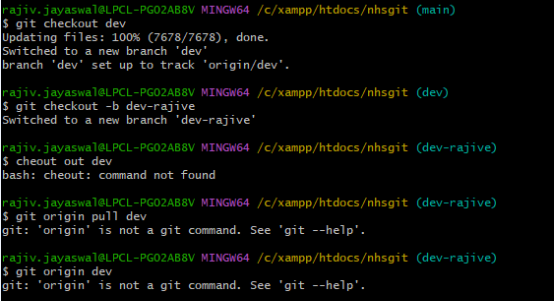 rajiv.jayaswal@LPCL-PG02AB8V MINGW64 /c/xampp/htdocs/nhsgit (main)
$ git checkout dev
Updating files: 100% (7678/7678), done.
Switched to a new branch 'dev'
branch 'dev' set up to track 'origin/dev'.
rajiv.jayaswal@LPCL-PG02AB8V MINGW64 /c/xampp/htdocs/nhsgit (dev)
$ git checkout -b dev-rajive
Switched to a new branch 'dev-rajive'
rajiv.jayaswal@LPCL-PG02AB8V MINGW64 /c/xampp/htdocs/nhsgit (dev-rajive)
$ cheout out dev
bash: cheout: command not found
rajiv.jayaswal@LPCL-PG02AB8V MINGW64 /c/xampp/htdocs/nhsgit (dev-rajive)
$ git origin pull dev
git: 'origin' is not a git command. See 'git --help'.
rajiv.jayaswal@LPCL-PG02AB8V MINGW64 /c/xampp/htdocs/nhsgit (dev-rajive)
$ git origin dev
git: 'origin' is not a git command. See 'git --help'.